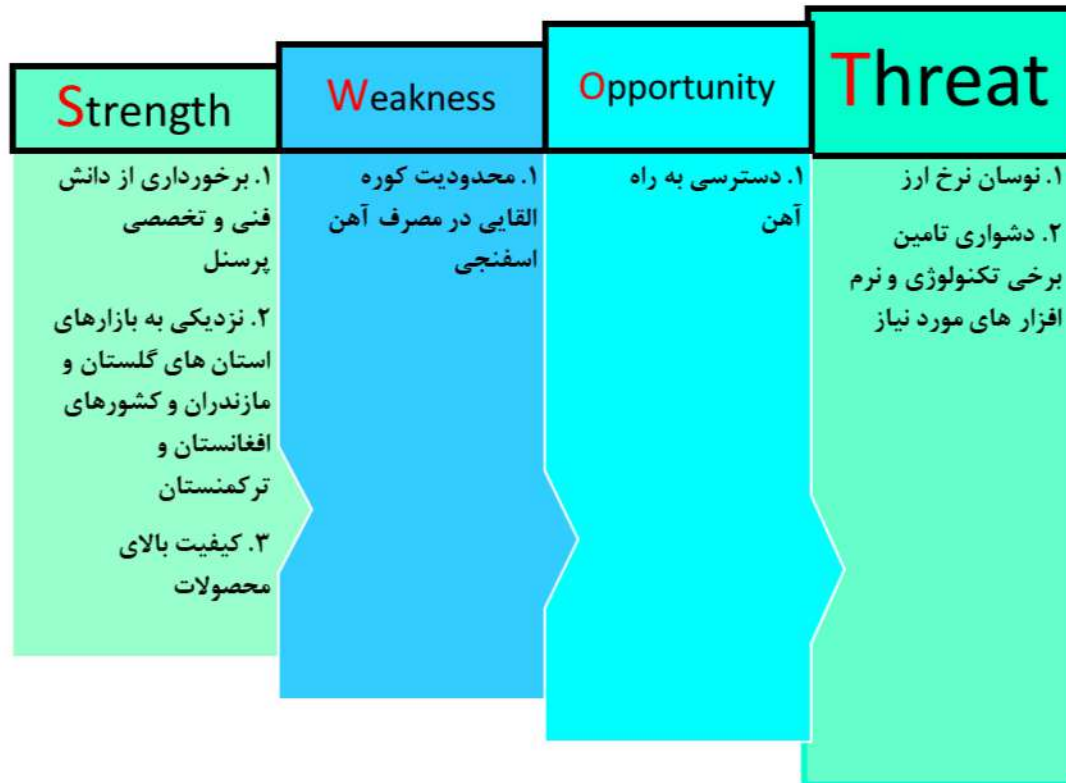 Strength
۱. برخورداری از دانش
فنی و تخصصی
پرسنل
۲. نزدیکی به بازارهای
استان های گلستان و
مازندران و کشورهای
افغانستان و
ترکمنستان
۳. کیفیت بالای
محصولات
Weakness
۱. محدودیت کوره
القایی در مصرف آهن
اسفنجی
Opportunity
۱. دسترسی به راه
آهن
Threat
۱. نوسان نرخ ارز
۲. دشواری تامین
برخی تکنولوژی و نرم
افزار های مورد نیاز